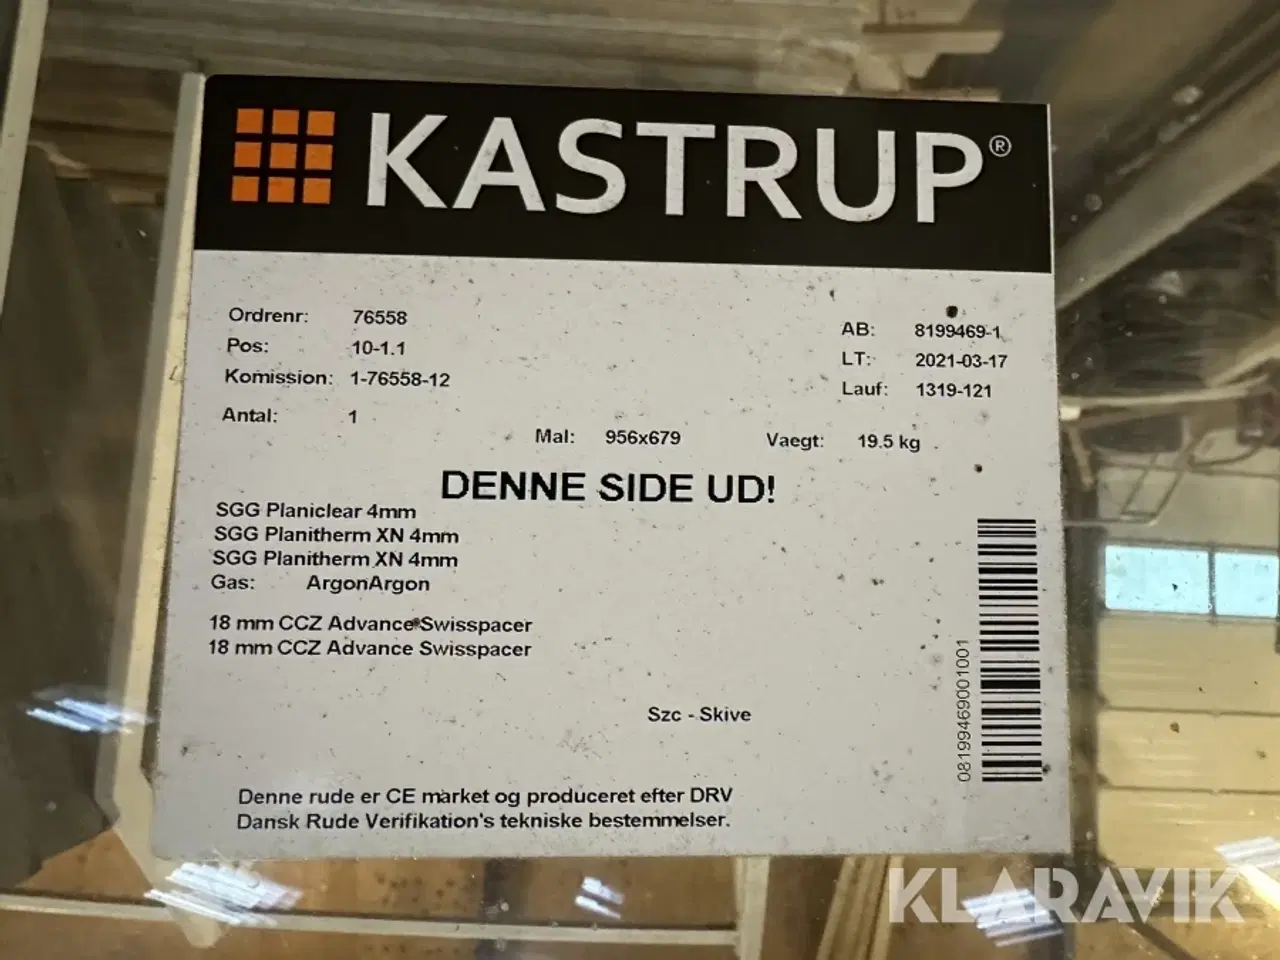 KASTRUP®
Ordrenr: 76558
Pos: 10-1.1
Komission: 1-76558-12
Antal: 1
AB: 8199469-1
LT: 2021-03-17
Lauf: 1319-121
Mal: 956x679 Vaegt: 19.5 kg
DENNE SIDE UD!
SGG Planiclear 4mm
SGG Planitherm XN 4mm
SGG Planitherm XN 4mm
Gas: ArgonArgon
18 mm CCZ Advance Swisspacer
18 mm CCZ Advance Swisspacer
Szc - Skive
0819946900 1001
Denne rude er CE market og produceret efter DRV
Dansk Rude Verifikation's tekniske bestemmelser.
KLARAVIK